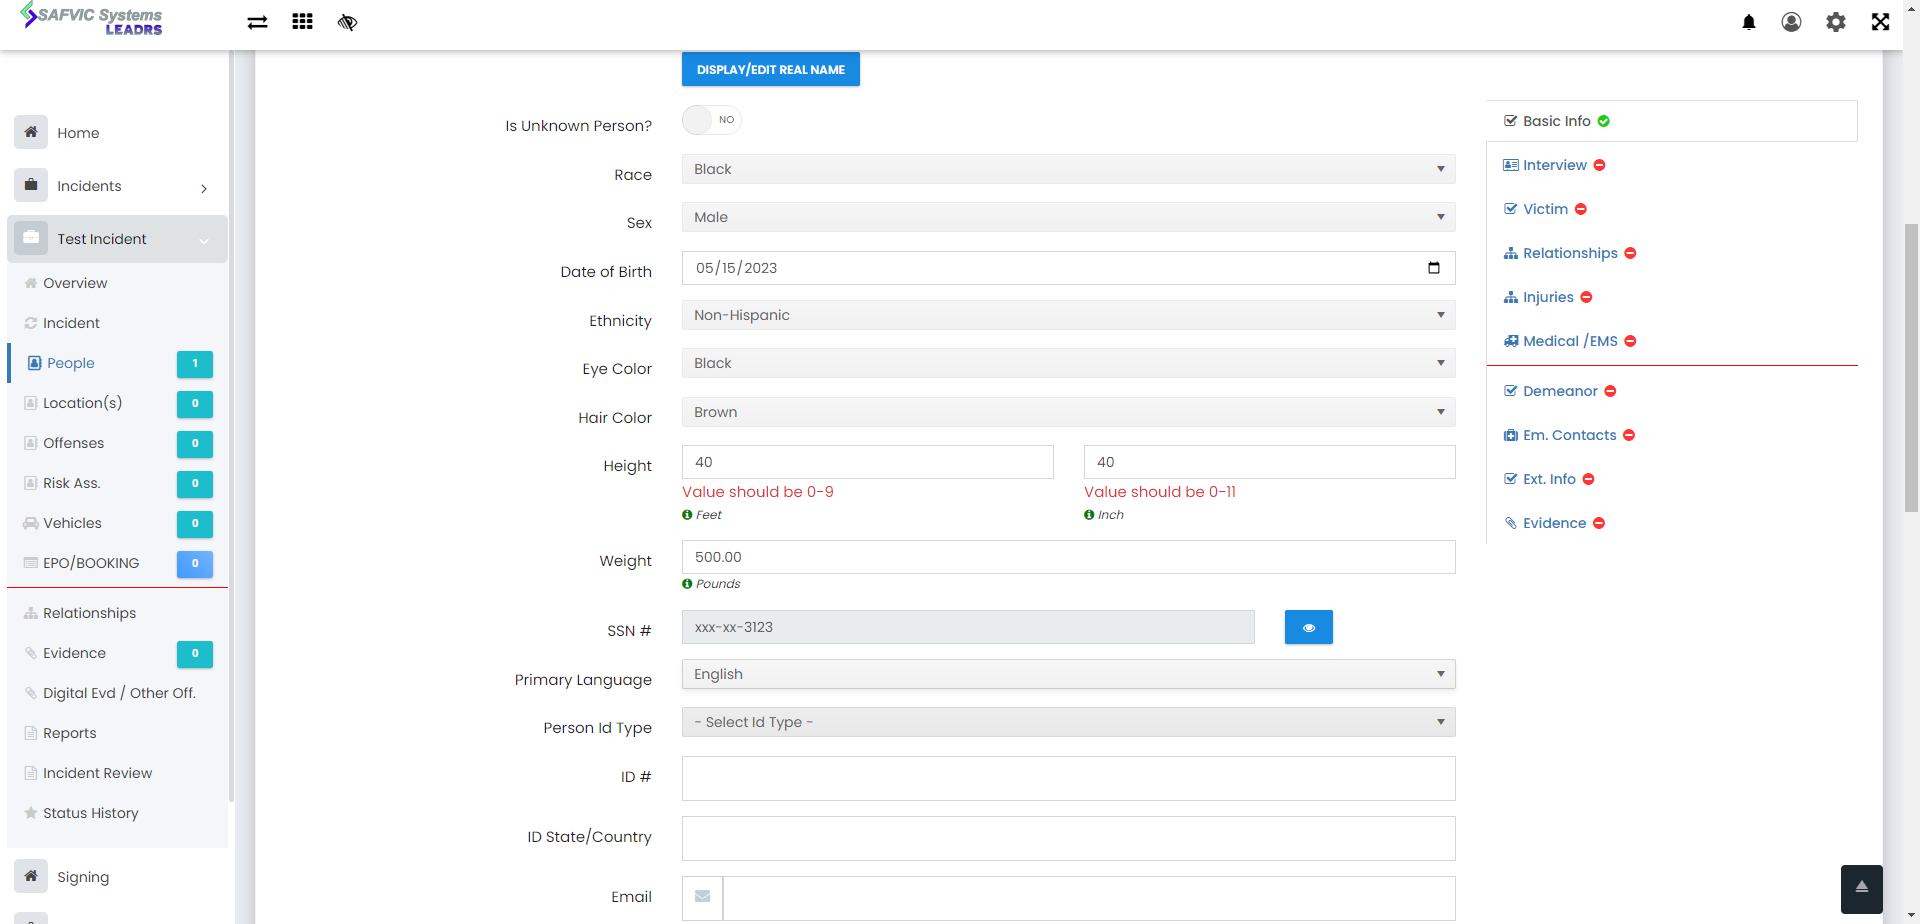 SAFVIC Systems
LEADRS
DISPLAY/EDIT REAL NAME
Is Unknown Person?
NO
Race
Black
Sex
Male
Date of Birth
05/15/2023
Ethnicity
Non-Hispanic
Eye Color
Black
Hair Color
Brown
Height
40
40
Value should be 0-9
Value should be 0-11
Feet
Inch
Weight
500.00
Pounds
SSN #
xxx-xx-3123
Primary Language
English
Person Id Type
- Select Id Type -
ID #
ID State/Country
Email
Home
Incidents
Test Incident
Overview
Incident
People
1
Location(s)
0
Offenses
0
Risk Ass.
0
Vehicles
0
EPO/BOOKING
0
Relationships
Evidence
0
Digital Evd / Other Off.
Reports
Incident Review
Status History
Signing
Basic Info
Interview
Victim
Relationships
Injuries
Medical /EMS
Demeanor
Em. Contacts
Ext. Info
Evidence